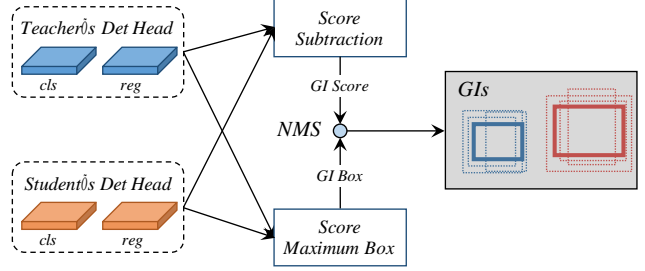 Teacher⁀s Det Head
cls
reg
Student⁀s Det Head
cls
reg
Score
Subtraction
GI Score
NMS
GI Box
Score
Maximum Box
GIs